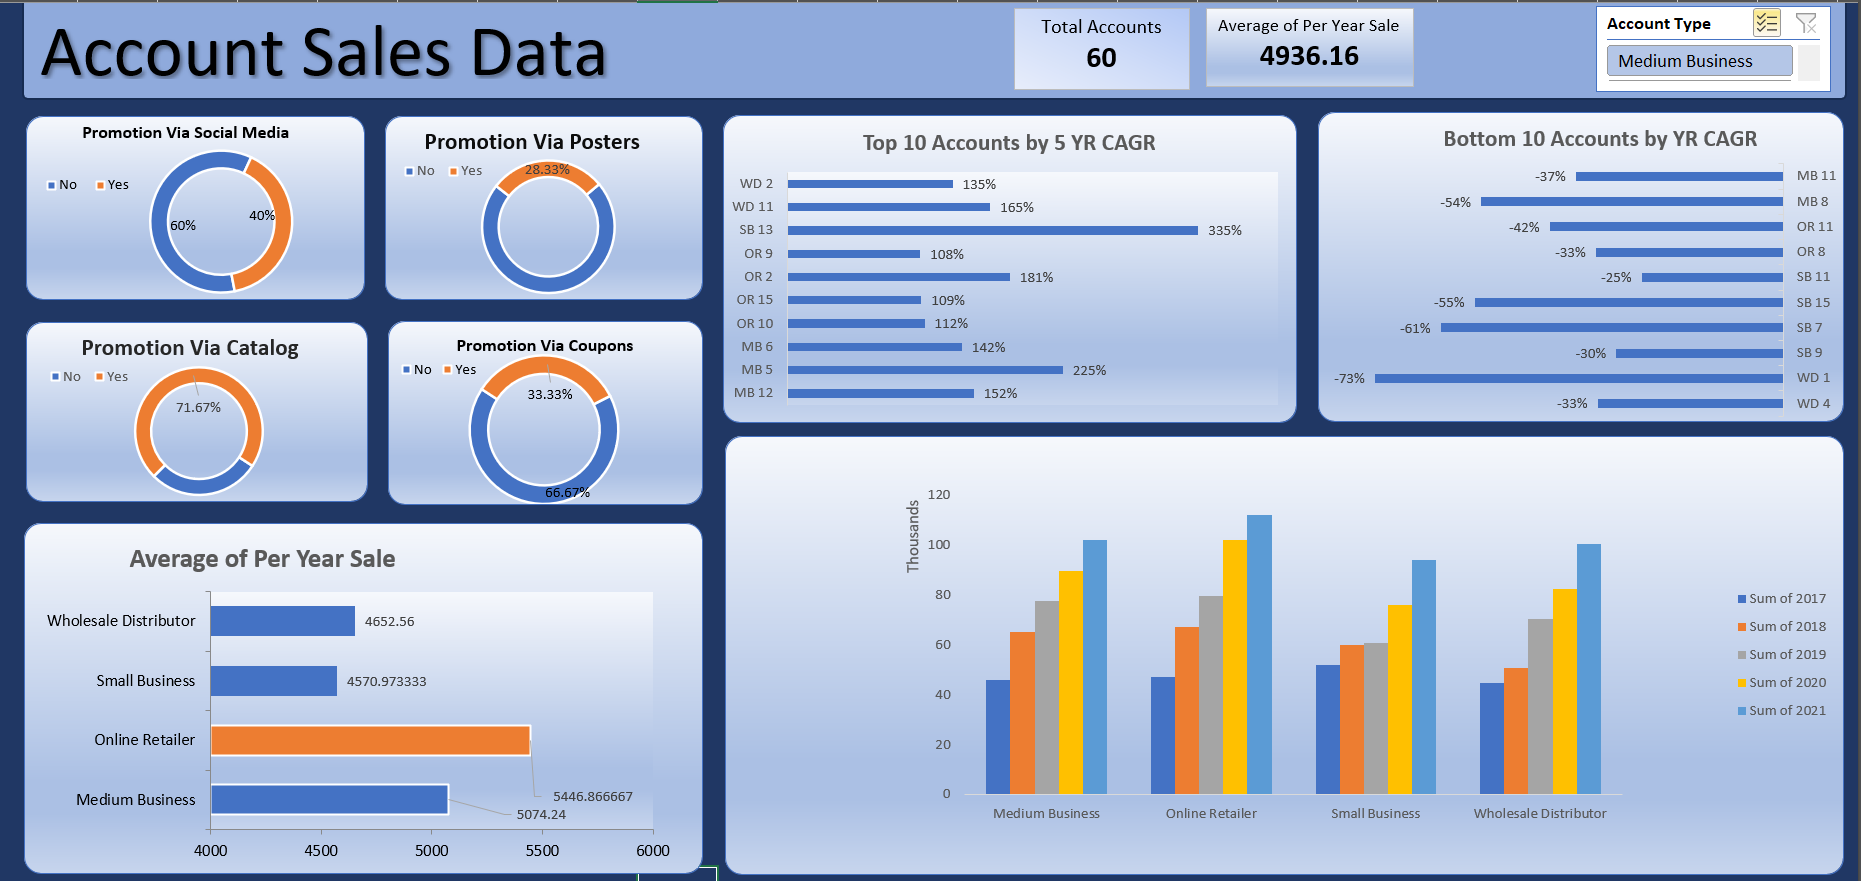 Account Sales Data
Total Accounts
60
Average of Per Year Sale
4936.16
Account Type
Medium Business
Promotion Via Social Media
No
Yes
60%
40%
Promotion Via Posters
No
Yes
28.33%
Promotion Via Catalog
No
Yes
71.67%
Promotion Via Coupons
No
Yes
33.33%
66.67%
Top 10 Accounts by 5 YR CAGR
WD 2 135%
WD 11 165%
SB 13 335%
OR 9 108%
OR 2 181%
OR 15 109%
OR 10 112%
MB 6 142%
MB 5 225%
MB 12 152%
Bottom 10 Accounts by YR CAGR
-37% MB 11
-54% MB 8
-42% OR 11
-33% OR 8
-25% SB 11
-55% SB 15
-61% SB 7
-30% SB 9
-73% WD 1
-33% WD 4
Average of Per Year Sale
Wholesale Distributor 4652.56
Small Business 4570.973333
Online Retailer 5446.866667
Medium Business 5074.24
4000 4500 5000 5500 6000
Thousands
120
100
80
60
40
20
0
Medium Business Online Retailer Small Business Wholesale Distributor
Sum of 2017
Sum of 2018
Sum of 2019
Sum of 2020
Sum of 2021